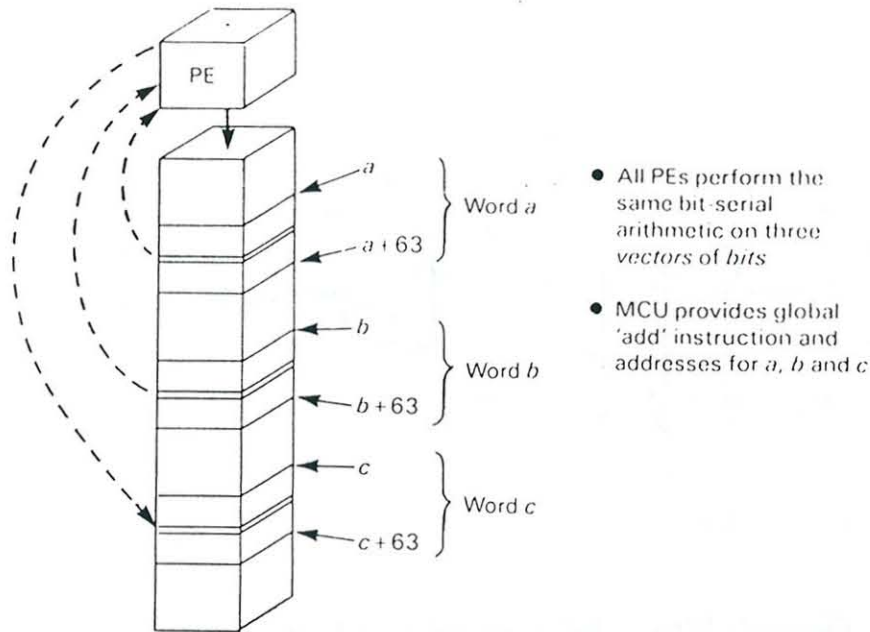 PE
a
Word a
a + 63
b
Word b
b + 63
c
Word c
c + 63
• All PEs perform the
same bit-serial
arithmetic on three
vectors of bits
• MCU provides global
'add' instruction and
addresses for a, b and c